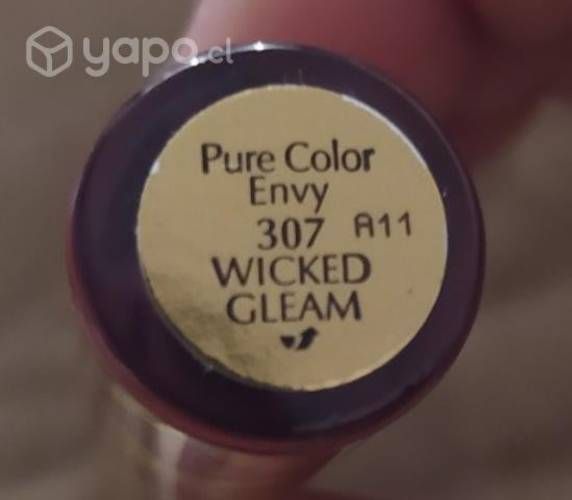 yapo.cl
Pure Color
Envy
307 A11
WICKED
GLEAM